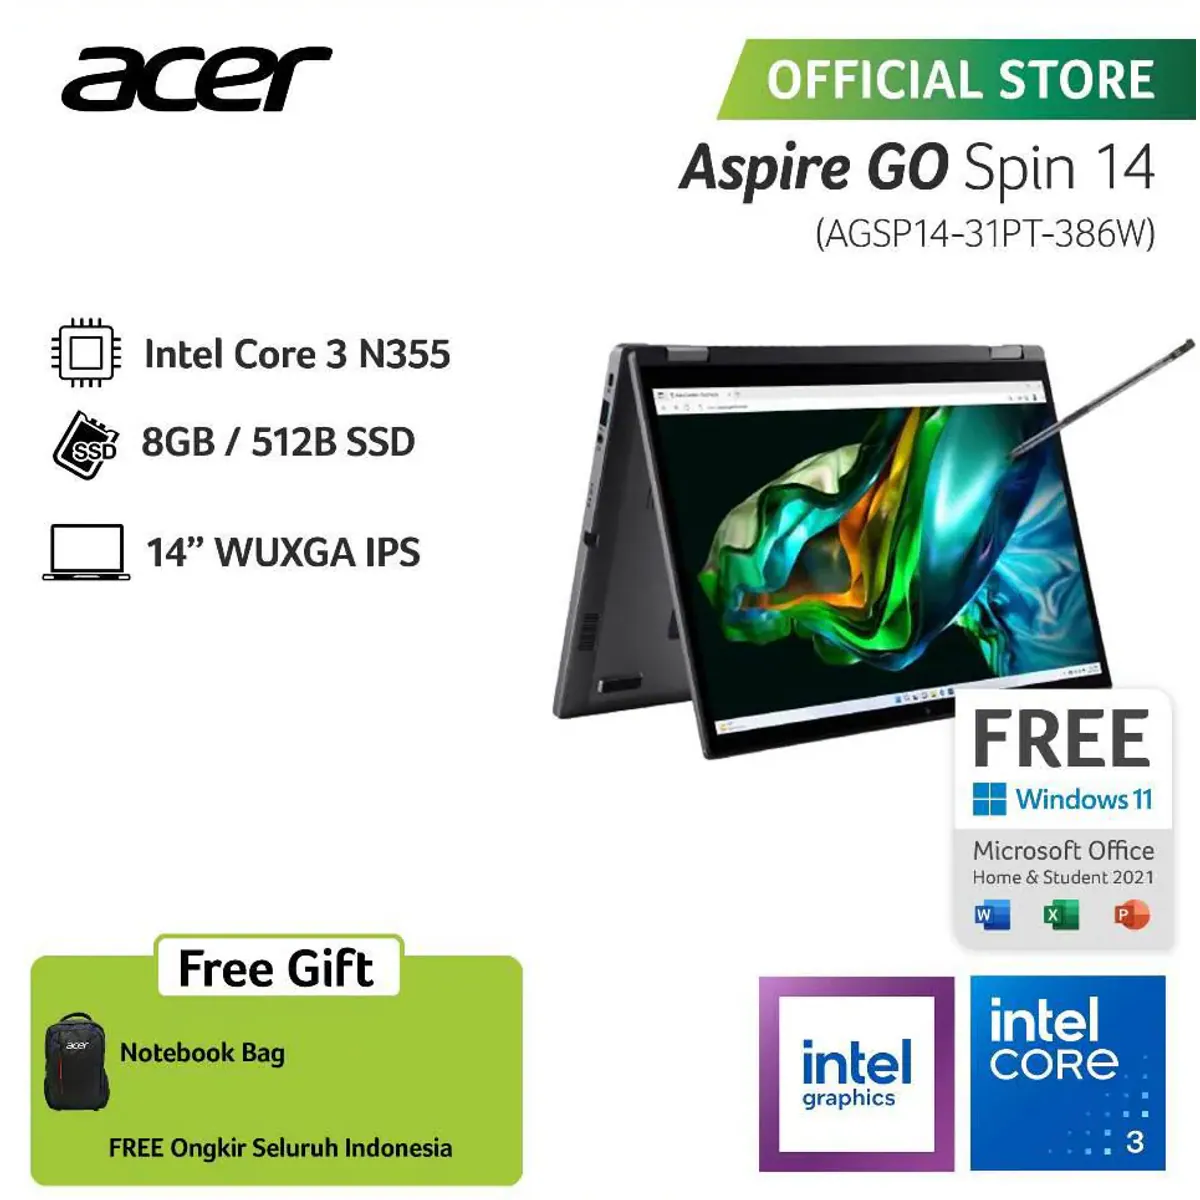 acer
OFFICIAL STORE
Aspire GO Spin 14
(AGSP14-31PT-386W)
Intel Core 3 N355
SSD
8GB / 512B SSD
14” WUXGA IPS
FREE
Windows 11
Microsoft Office
Home & Student 2021
W
X
P
Free Gift
acer
Notebook Bag
FREE Ongkir Seluruh Indonesia
intel
graphics
intel
CORE
3